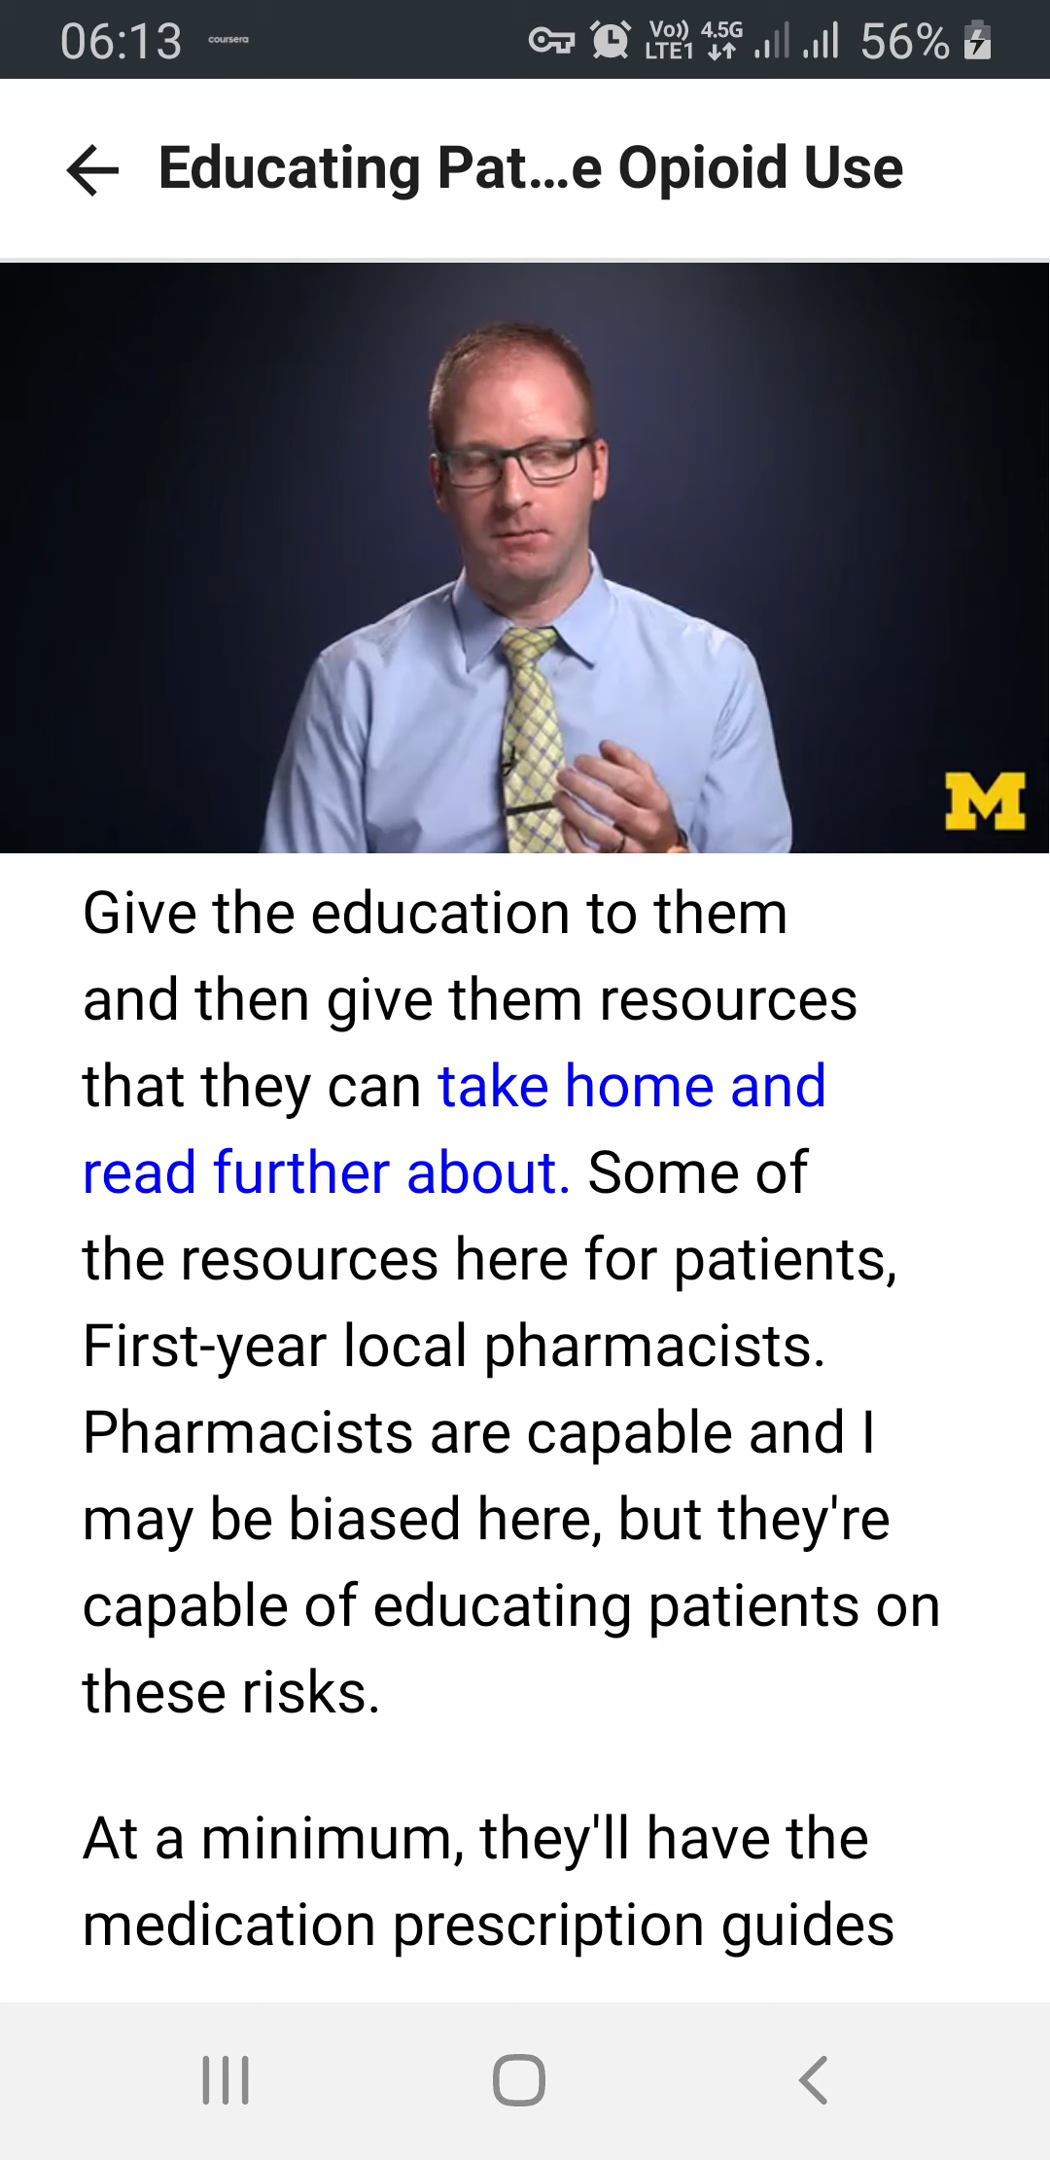 06:13 coursera Vo)) LTE1 4.5G 56%
Educating Pat...e Opioid Use
M
Give the education to them
and then give them resources
that they can take home and
read further about. Some of
the resources here for patients,
First-year local pharmacists.
Pharmacists are capable and I
may be biased here, but they're
capable of educating patients on
these risks.
At a minimum, they'll have the
medication prescription guides